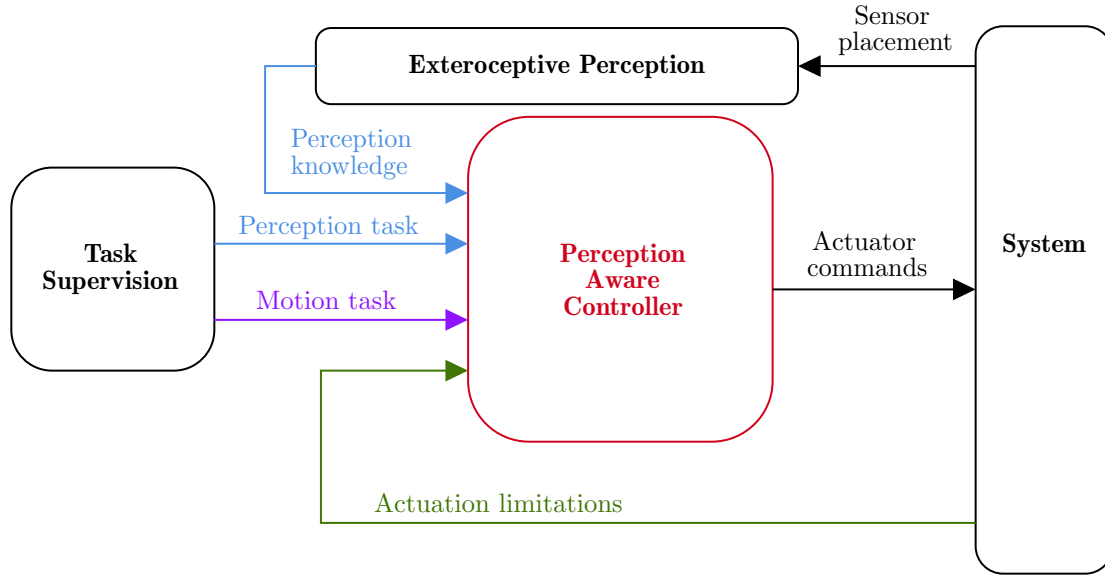 Sensor
placement
Exteroceptive Perception
Perception
knowledge
Perception task
Task
Supervision
Motion task
Perception
Aware
Controller
Actuator
commands
System
Actuation limitations